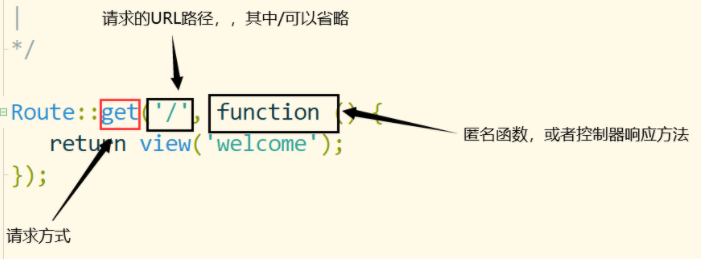 请求的URL路径，，其中/可以省略
|
*/
Route::get('/', function () {
匿名函数，或者控制器响应方法
return view('welcome');
});
请求方式